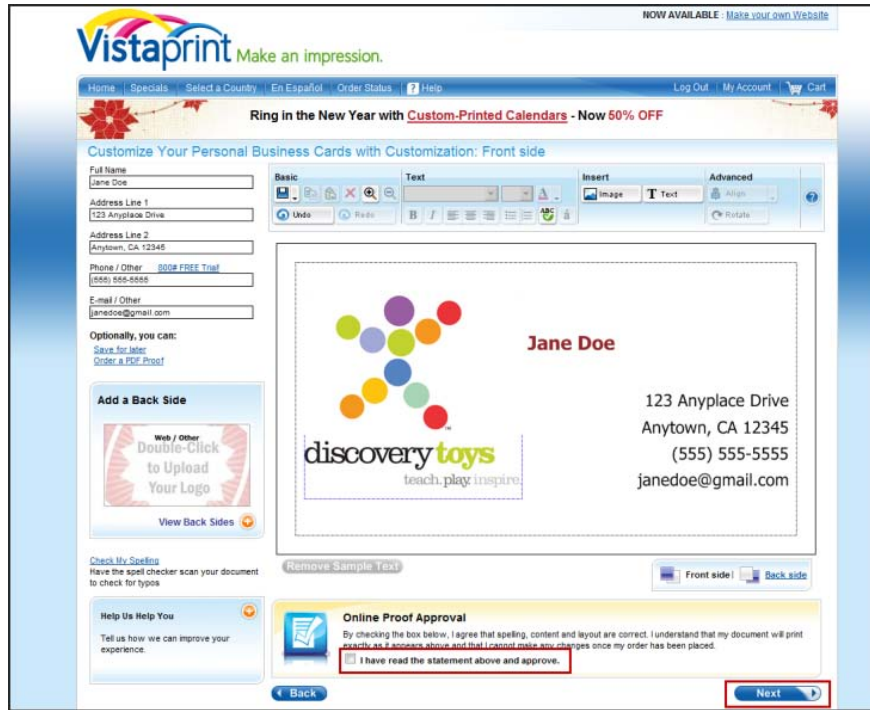 NOW AVAILABLE : Make your own Website
Vistaprint Make an impression.
Home Specials Select a Country En Español Order Status ? Help Log Out My Account Cart
Ring in the New Year with Custom-Printed Calendars - Now 50% OFF
Customize Your Personal Business Cards with Customization: Front side
Full Name
Jane Doe
Address Line 1
123 Anyplace Drive
Address Line 2
Anytown, CA 12345
Phone / Other 800# FREE Trial!
(555) 555-5555
E-mail / Other
janedoe@gmail.com
Optionally, you can:
Save for later
Order a PDF Proof
Add a Back Side
Web / Other
Double-Click
to Upload
Your Logo
View Back Sides
Check My Spelling
Have the spell checker scan your document
to check for typos
Help Us Help You
Tell us how we can improve your
experience.
Basic Text Insert Advanced
A Image T Text Align ?
Undo Redo B I ABC á Rotate
Jane Doe
123 Anyplace Drive
Anytown, CA 12345
(555) 555-5555
janedoe@gmail.com
discovery toys
teach. play. inspire.
TM
Remove Sample Text
Front side Back side
Online Proof Approval
By checking the box below, I agree that spelling, content and layout are correct. I understand that my document will print
exactly as it appears above and that I cannot make any changes once my order has been placed.
I have read the statement above and approve.
Back
Next